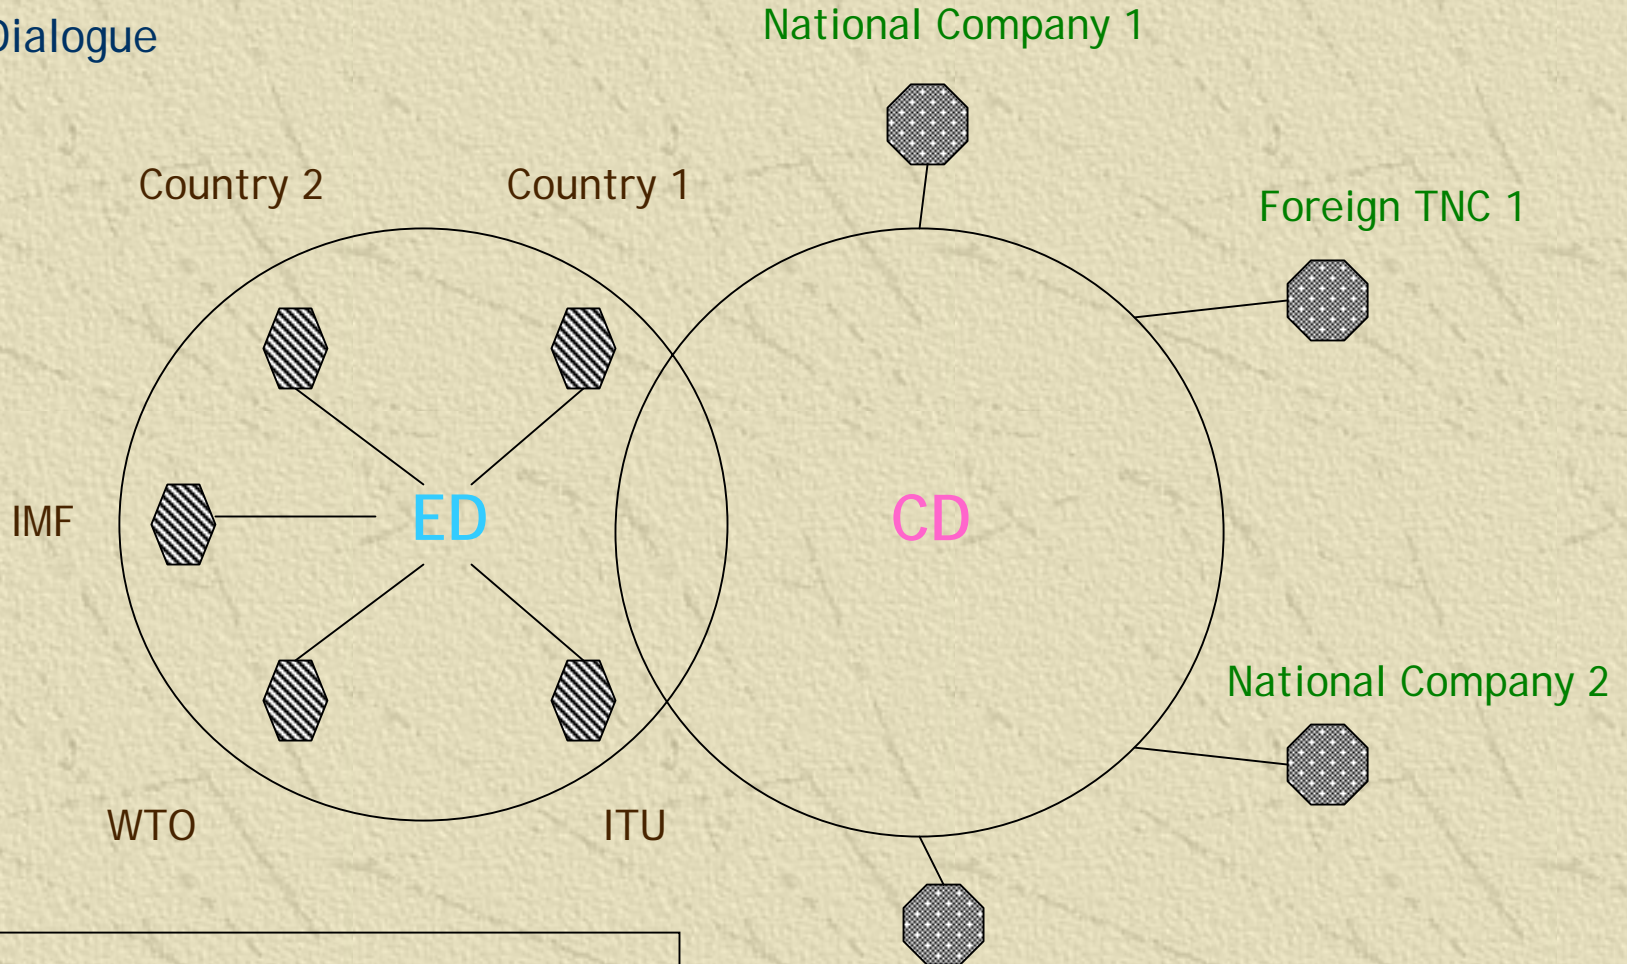 Dialogue
National Company 1
Country 2
Country 1
Foreign TNC 1
IMF
ED
CD
National Company 2
WTO
ITU